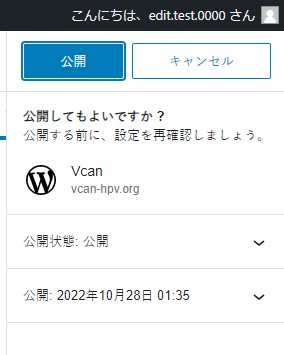 こんにちは、edit.test.0000 さん
公開
キャンセル
公開してもよいですか ?
公開する前に、設定を再確認しましょう。
Vcan
vcan-hpv.org
公開状態: 公開
公開: 2022年10月28日 01:35